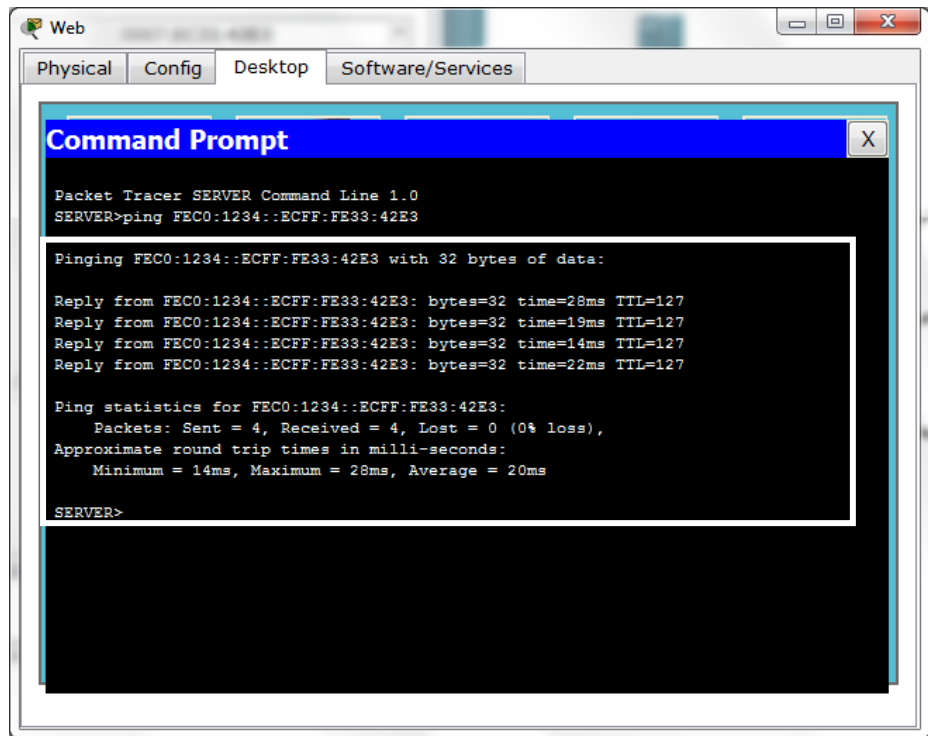 Web
Physical Config Desktop Software/Services
Command Prompt X
Packet Tracer SERVER Command Line 1.0
SERVER>ping FEC0:1234::ECFF:FE33:42E3
Pinging FEC0:1234::ECFF:FE33:42E3 with 32 bytes of data:
Reply from FEC0:1234::ECFF:FE33:42E3: bytes=32 time=28ms TTL=127
Reply from FEC0:1234::ECFF:FE33:42E3: bytes=32 time=19ms TTL=127
Reply from FEC0:1234::ECFF:FE33:42E3: bytes=32 time=14ms TTL=127
Reply from FEC0:1234::ECFF:FE33:42E3: bytes=32 time=22ms TTL=127
Ping statistics for FEC0:1234::ECFF:FE33:42E3:
Packets: Sent = 4, Received = 4, Lost = 0 (0% loss),
Approximate round trip times in milli-seconds:
Minimum = 14ms, Maximum = 28ms, Average = 20ms
SERVER>